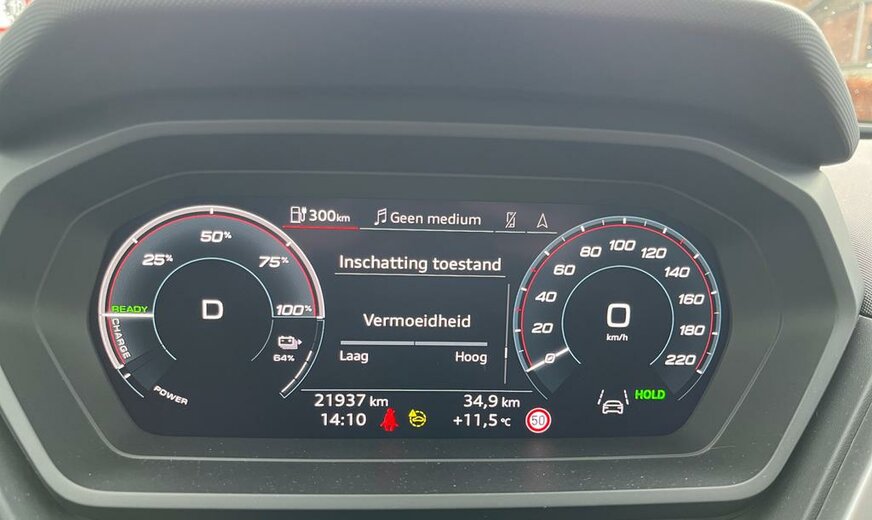 300km Geen medium
50%
25%
75%
READY
100%
CHARGE
POWER
D
64%
Inschatting toestand
Vermoeidheid
Laag Hoog
0
20
40
60
80
100
120
140
160
180
220
0
km/h
HOLD
21937 km 34,9 km
14:10 +11,5 °C 50